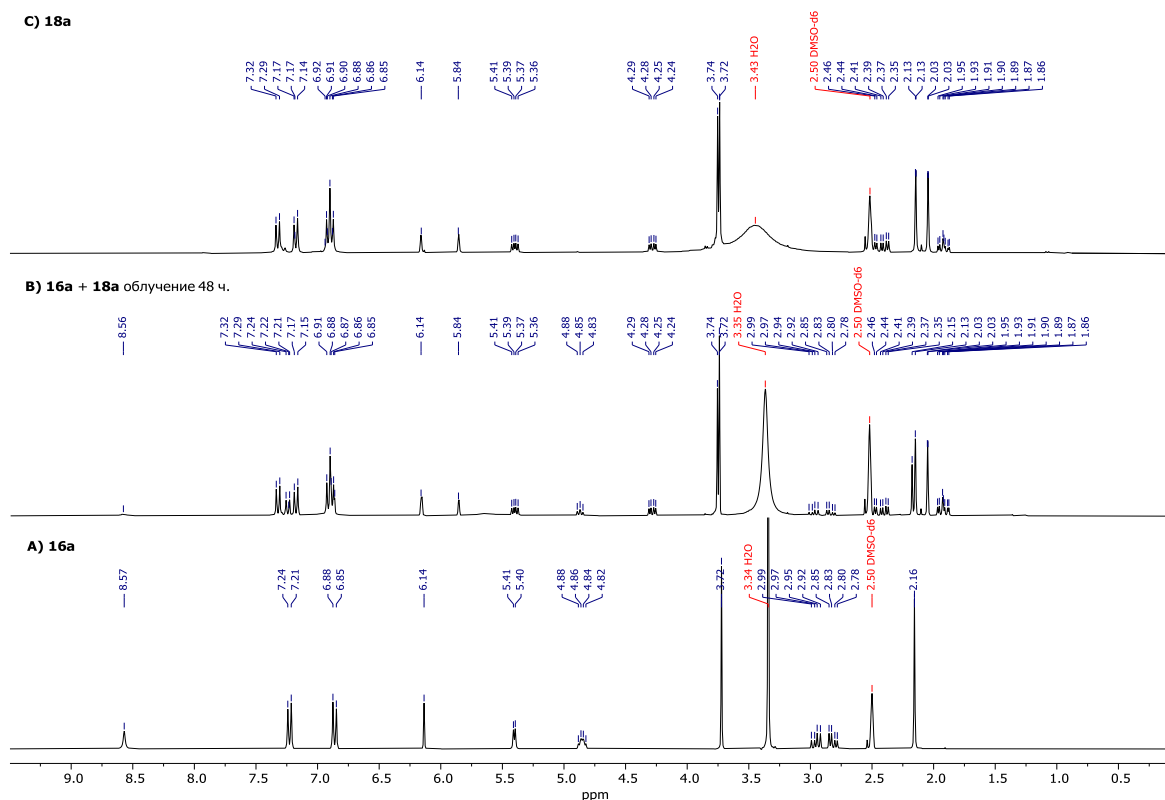 C) 18a
7.32 7.29 7.17 7.17 7.14 6.92 6.91 6.90 6.88 6.86 6.85 6.14 5.84 5.41 5.39 5.37 5.36 4.29 4.28 4.25 4.24 3.74 3.72 3.43 H2O 2.50 DMSO-d6 2.46 2.44 2.41 2.39 2.37 2.35 2.13 2.13 2.03 2.03 1.95 1.93 1.91 1.90 1.89 1.87 1.86
B) 16a + 18a облучение 48 ч.
8.56 7.32 7.29 7.24 7.22 7.21 7.17 7.15 6.91 6.88 6.87 6.86 6.85 6.14 5.84 5.41 5.39 5.37 5.36 4.88 4.85 4.83 4.29 4.28 4.25 4.24 3.74 3.72 3.35 H2O 2.99 2.97 2.94 2.92 2.85 2.83 2.80 2.78 2.50 DMSO-d6 2.46 2.44 2.41 2.39 2.37 2.35 2.15 2.13 2.03 2.03 1.95 1.93 1.91 1.90 1.89 1.87 1.86
A) 16a
8.57 7.24 7.21 6.88 6.85 6.14 5.41 5.40 4.88 4.86 4.84 4.82 3.72 3.34 H2O 2.99 2.97 2.95 2.92 2.85 2.83 2.80 2.78 2.50 DMSO-d6 2.16
9.0 8.5 8.0 7.5 7.0 6.5 6.0 5.5 5.0 4.5 4.0 3.5 3.0 2.5 2.0 1.5 1.0 0.5
ppm